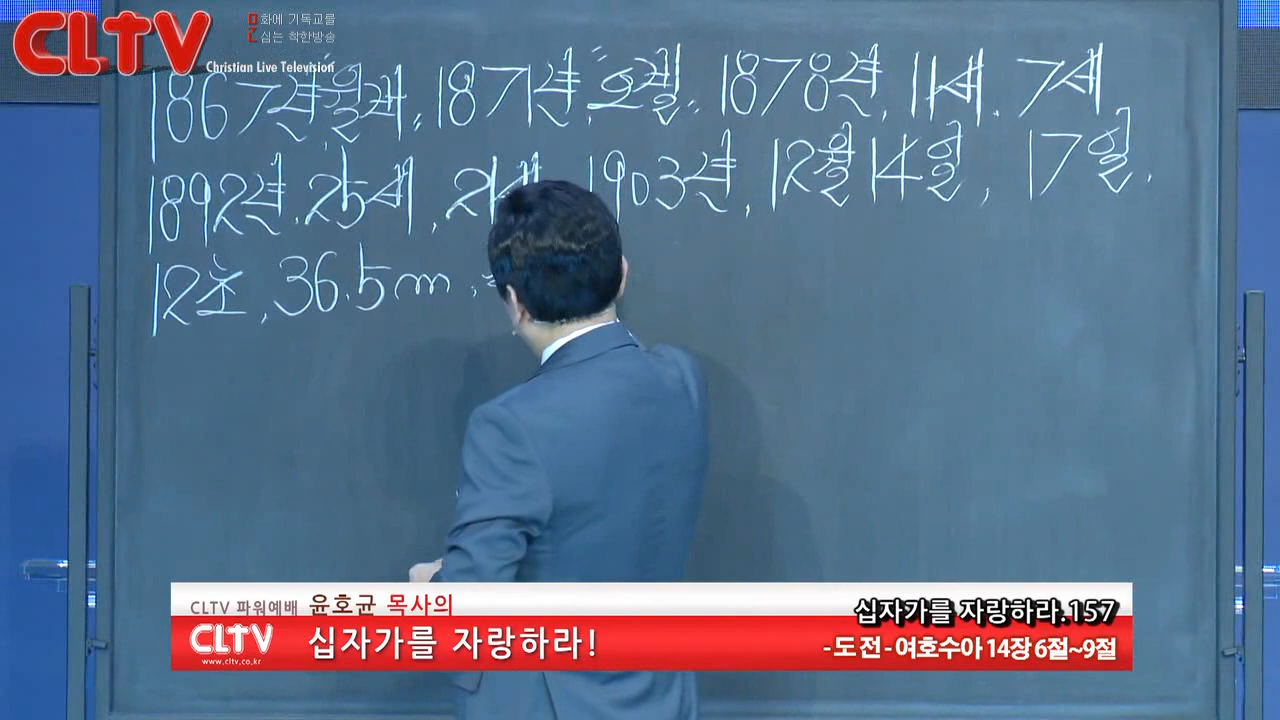 CLTV
문화에 기독교를
심는 착한방송
Christian Live Television
1867년, 윌러, 1871년, 오빌, 1878년, 11세, 7세,
1892년, 25세, 21세, 1903년, 12월 14일, 17일,
12초, 36.5m,
CLTV 파워예배 윤호균 목사의
십자가를 자랑하라.157
CLTV
www.cltv.co.kr
십자가를 자랑하라!
- 도 전 - 여호수아 14장 6절~9절